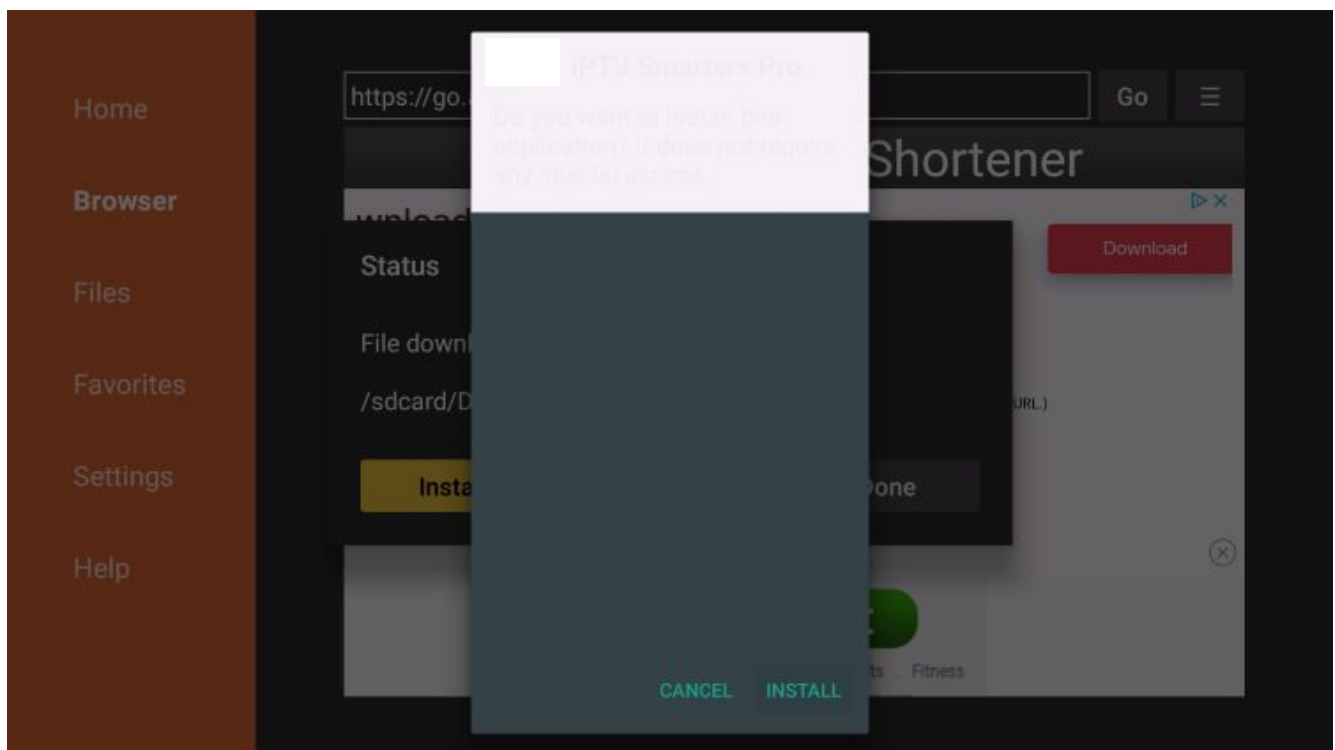 Home
Browser
Files
Favorites
Settings
Help
https://go.
Go
Shortener
Download
Status
File downl
/sdcard/D
Insta
Done
URL.)
Fitness
IPTV Smarters Pro
Do you want to install this
application? It does not require
any special access.
CANCEL INSTALL